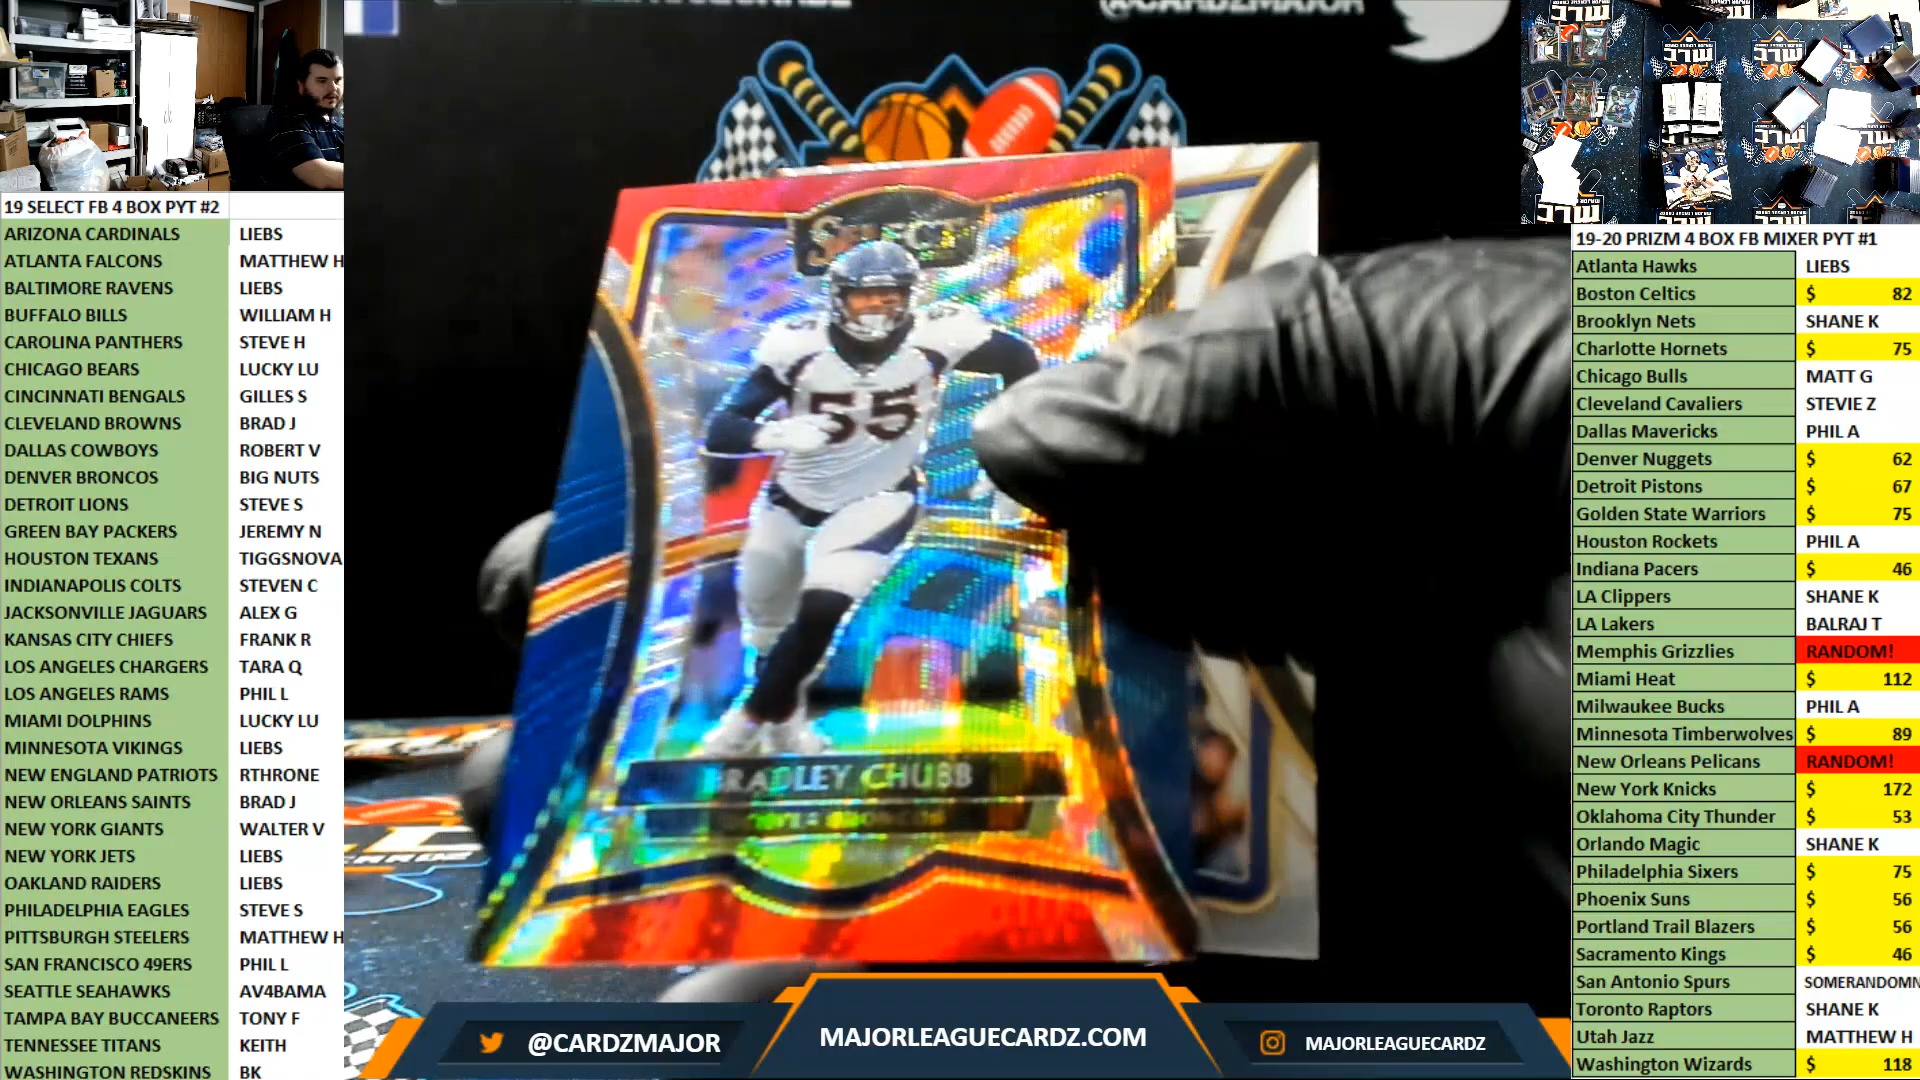 @CARDZMAJOR
19 SELECT FB 4 BOX PYT #2
ARIZONA CARDINALS LIEBS
ATLANTA FALCONS MATTHEW H
BALTIMORE RAVENS LIEBS
BUFFALO BILLS WILLIAM H
CAROLINA PANTHERS STEVE H
CHICAGO BEARS LUCKY LU
CINCINNATI BENGALS GILLES S
CLEVELAND BROWNS BRAD J
DALLAS COWBOYS ROBERT V
DENVER BRONCOS BIG NUTS
DETROIT LIONS STEVE S
GREEN BAY PACKERS JEREMY N
HOUSTON TEXANS TIGGSNOVA
INDIANAPOLIS COLTS STEVEN C
JACKSONVILLE JAGUARS ALEX G
KANSAS CITY CHIEFS FRANK R
LOS ANGELES CHARGERS TARA Q
LOS ANGELES RAMS PHIL L
MIAMI DOLPHINS LUCKY LU
MINNESOTA VIKINGS LIEBS
NEW ENGLAND PATRIOTS RTHRONE
NEW ORLEANS SAINTS BRAD J
NEW YORK GIANTS WALTER V
NEW YORK JETS LIEBS
OAKLAND RAIDERS LIEBS
PHILADELPHIA EAGLES STEVE S
PITTSBURGH STEELERS MATTHEW H
SAN FRANCISCO 49ERS PHIL L
SEATTLE SEAHAWKS AV4BAMA
TAMPA BAY BUCCANEERS TONY F
TENNESSEE TITANS KEITH
WASHINGTON REDSKINS BK
SELECT
55
BRADLEY CHUBB
@CARDZMAJOR
MAJORLEAGUECARDZ.COM
MAJORLEAGUECARDZ
19-20 PRIZM 4 BOX FB MIXER PYT #1
Atlanta Hawks LIEBS
Boston Celtics $ 82
Brooklyn Nets SHANE K
Charlotte Hornets $ 75
Chicago Bulls MATT G
Cleveland Cavaliers STEVIE Z
Dallas Mavericks PHIL A
Denver Nuggets $ 62
Detroit Pistons $ 67
Golden State Warriors $ 75
Houston Rockets PHIL A
Indiana Pacers $ 46
LA Clippers SHANE K
LA Lakers BALRAJ T
Memphis Grizzlies RANDOM!
Miami Heat $ 112
Milwaukee Bucks PHIL A
Minnesota Timberwolves $ 89
New Orleans Pelicans RANDOM!
New York Knicks $ 172
Oklahoma City Thunder $ 53
Orlando Magic SHANE K
Philadelphia Sixers $ 75
Phoenix Suns $ 56
Portland Trail Blazers $ 56
Sacramento Kings $ 46
San Antonio Spurs SOMERANDOMN
Toronto Raptors SHANE K
Utah Jazz MATTHEW H
Washington Wizards $ 118